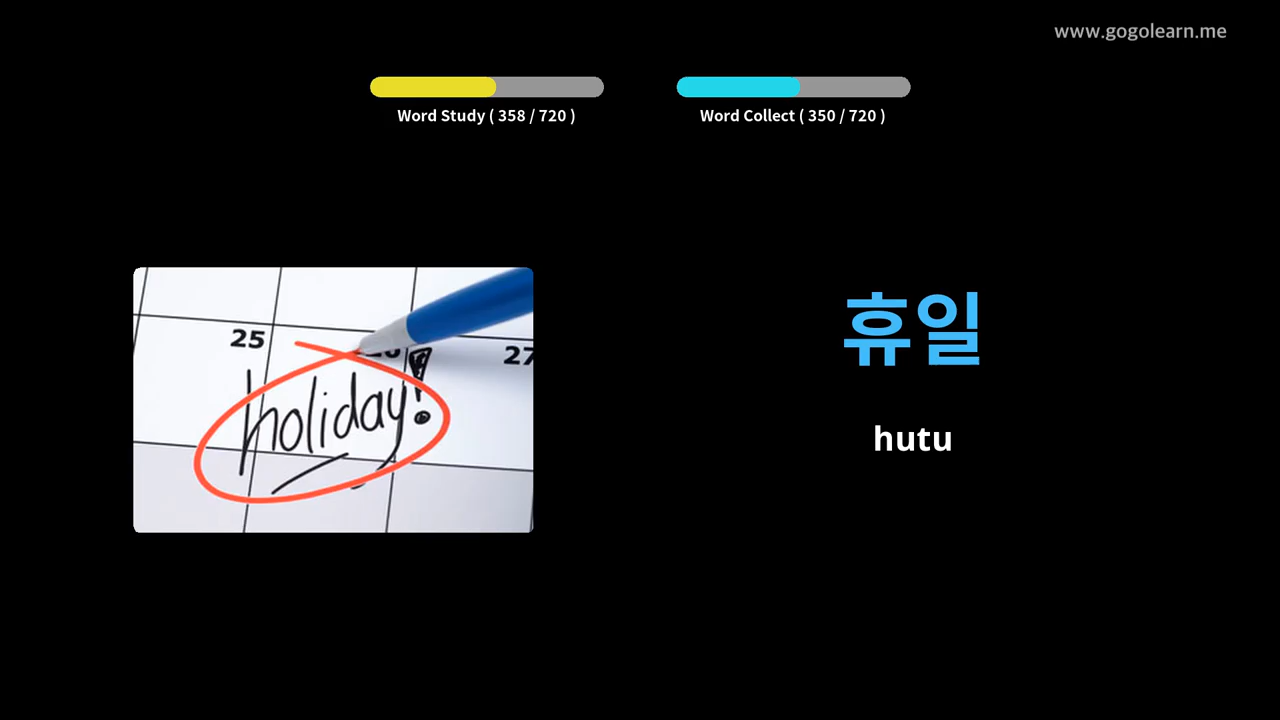 www.gogolearn.me
Word Study ( 358 / 720 )
Word Collect ( 350 / 720 )
25
27
holiday!
휴일
hutu